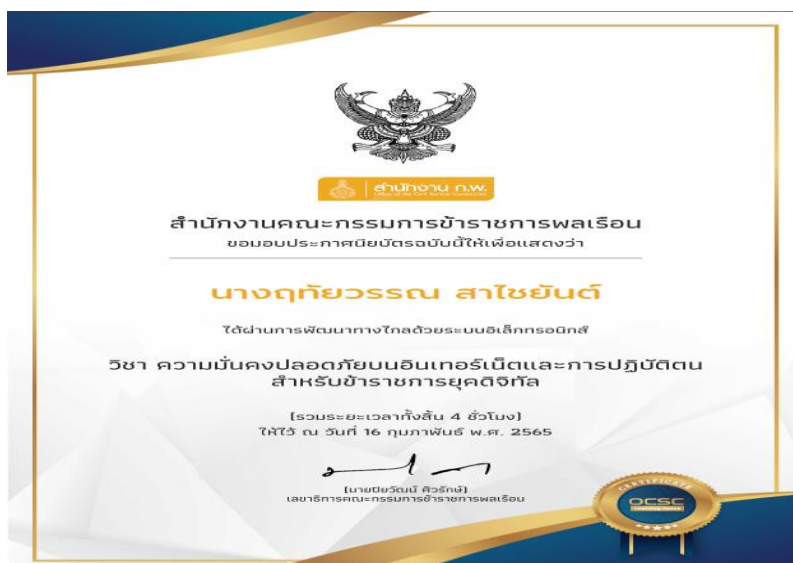 สำนักงาน ก.พ.
Office of the Civil Service Commission
สำนักงานคณะกรรมการข้าราชการพลเรือน
ขอมอบประกาศนียบัตรฉบับนี้ให้เพื่อแสดงว่า
นางฤทัยวรรณ สาไชยันต์
ได้ผ่านการพัฒนาทางไกลด้วยระบบอิเล็กทรอนิกส์
วิชา ความมั่นคงปลอดภัยบนอินเทอร์เน็ตและการปฏิบัติตน
สำหรับข้าราชการยุคดิจิทัล
(รวมระยะเวลาทั้งสิ้น 4 ชั่วโมง)
ให้ไว้ ณ วันที่ 16 กุมภาพันธ์ พ.ศ. 2565
(นายปิยวัฒน์ ศิวรักษ์)
เลขาธิการคณะกรรมการข้าราชการพลเรือน
CERTIFICATE
OCSC
Learning Space